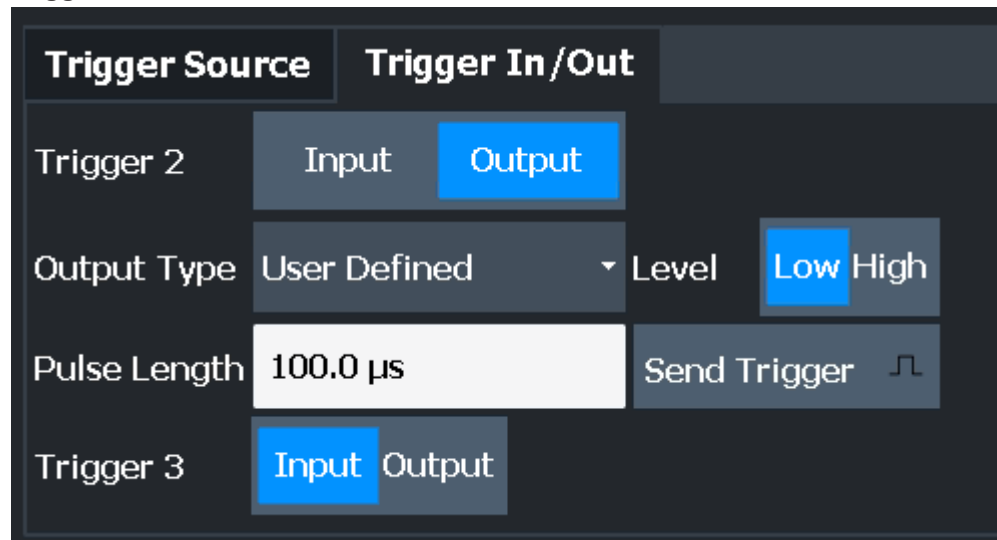 Trigger Source Trigger In/Out
Trigger 2 Input Output
Output Type User Defined Level Low High
Pulse Length 100.0 µs Send Trigger
Trigger 3 Input Output